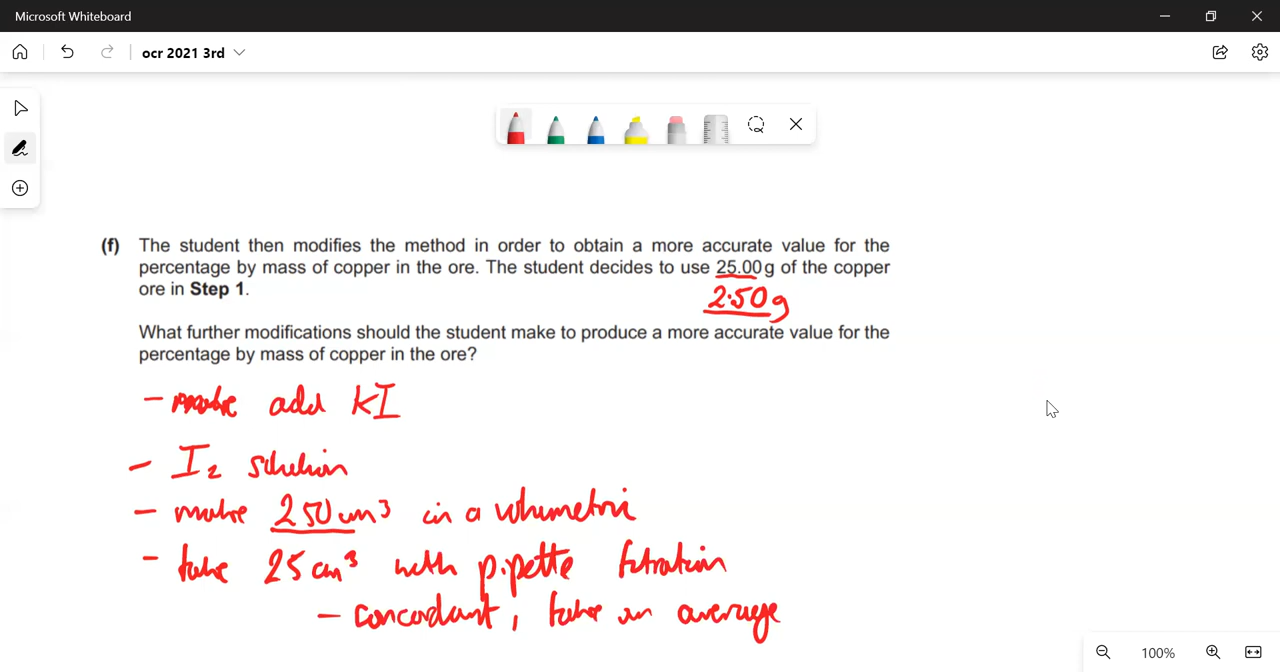 Microsoft Whiteboard
ocr 2021 3rd
(f) The student then modifies the method in order to obtain a more accurate value for the
percentage by mass of copper in the ore. The student decides to use 25.00 g of the copper
ore in Step 1.
2.50 g
What further modifications should the student make to produce a more accurate value for the
percentage by mass of copper in the ore?
- add KI
- I₂ solution
- make 250 cm³ in a volumetric
- take 25 cm³ with pipette titration
- concordant, take an average
100%